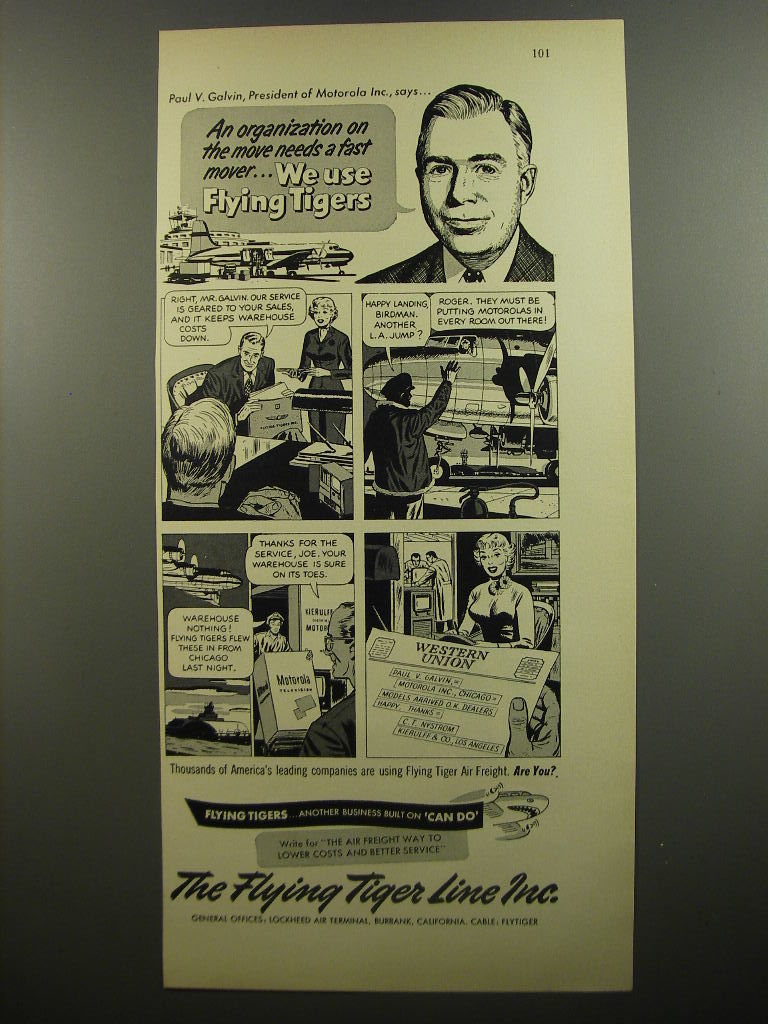 101
Paul V. Galvin, President of Motorola Inc., says...
An organization on
the move needs a fast
mover... We use
Flying Tigers
RIGHT, MR. GALVIN. OUR SERVICE
IS GEARED TO YOUR SALES,
AND IT KEEPS WAREHOUSE
COSTS
DOWN.
FLYING TIGERS INC.
HAPPY LANDING,
BIRDMAN.
ANOTHER
L.A. JUMP?
ROGER. THEY MUST BE
PUTTING MOTOROLAS IN
EVERY ROOM OUT THERE!
WAREHOUSE
NOTHING!
FLYING TIGERS FLEW
THESE IN FROM
CHICAGO
LAST NIGHT.
THANKS FOR THE
SERVICE, JOE. YOUR
WAREHOUSE IS SURE
ON ITS TOES.
KIERULFF
MOTOR
Motorola
TELEVISION
WESTERN
UNION
PAUL V. GALVIN,=
MOTOROLA INC., CHICAGO=
MODELS ARRIVED O.K. DEALERS
HAPPY THANKS=
C. F. NYSTROM
KIERULFF & CO., LOS ANGELES
Thousands of America's leading companies are using Flying Tiger Air Freight. Are You?
FLYING TIGERS...ANOTHER BUSINESS BUILT ON 'CAN DO'
Write for "THE AIR FREIGHT WAY TO
LOWER COSTS AND BETTER SERVICE"
The Flying Tiger Line Inc.
GENERAL OFFICES: LOCKHEED AIR TERMINAL, BURBANK, CALIFORNIA. CABLE: FLYTIGER